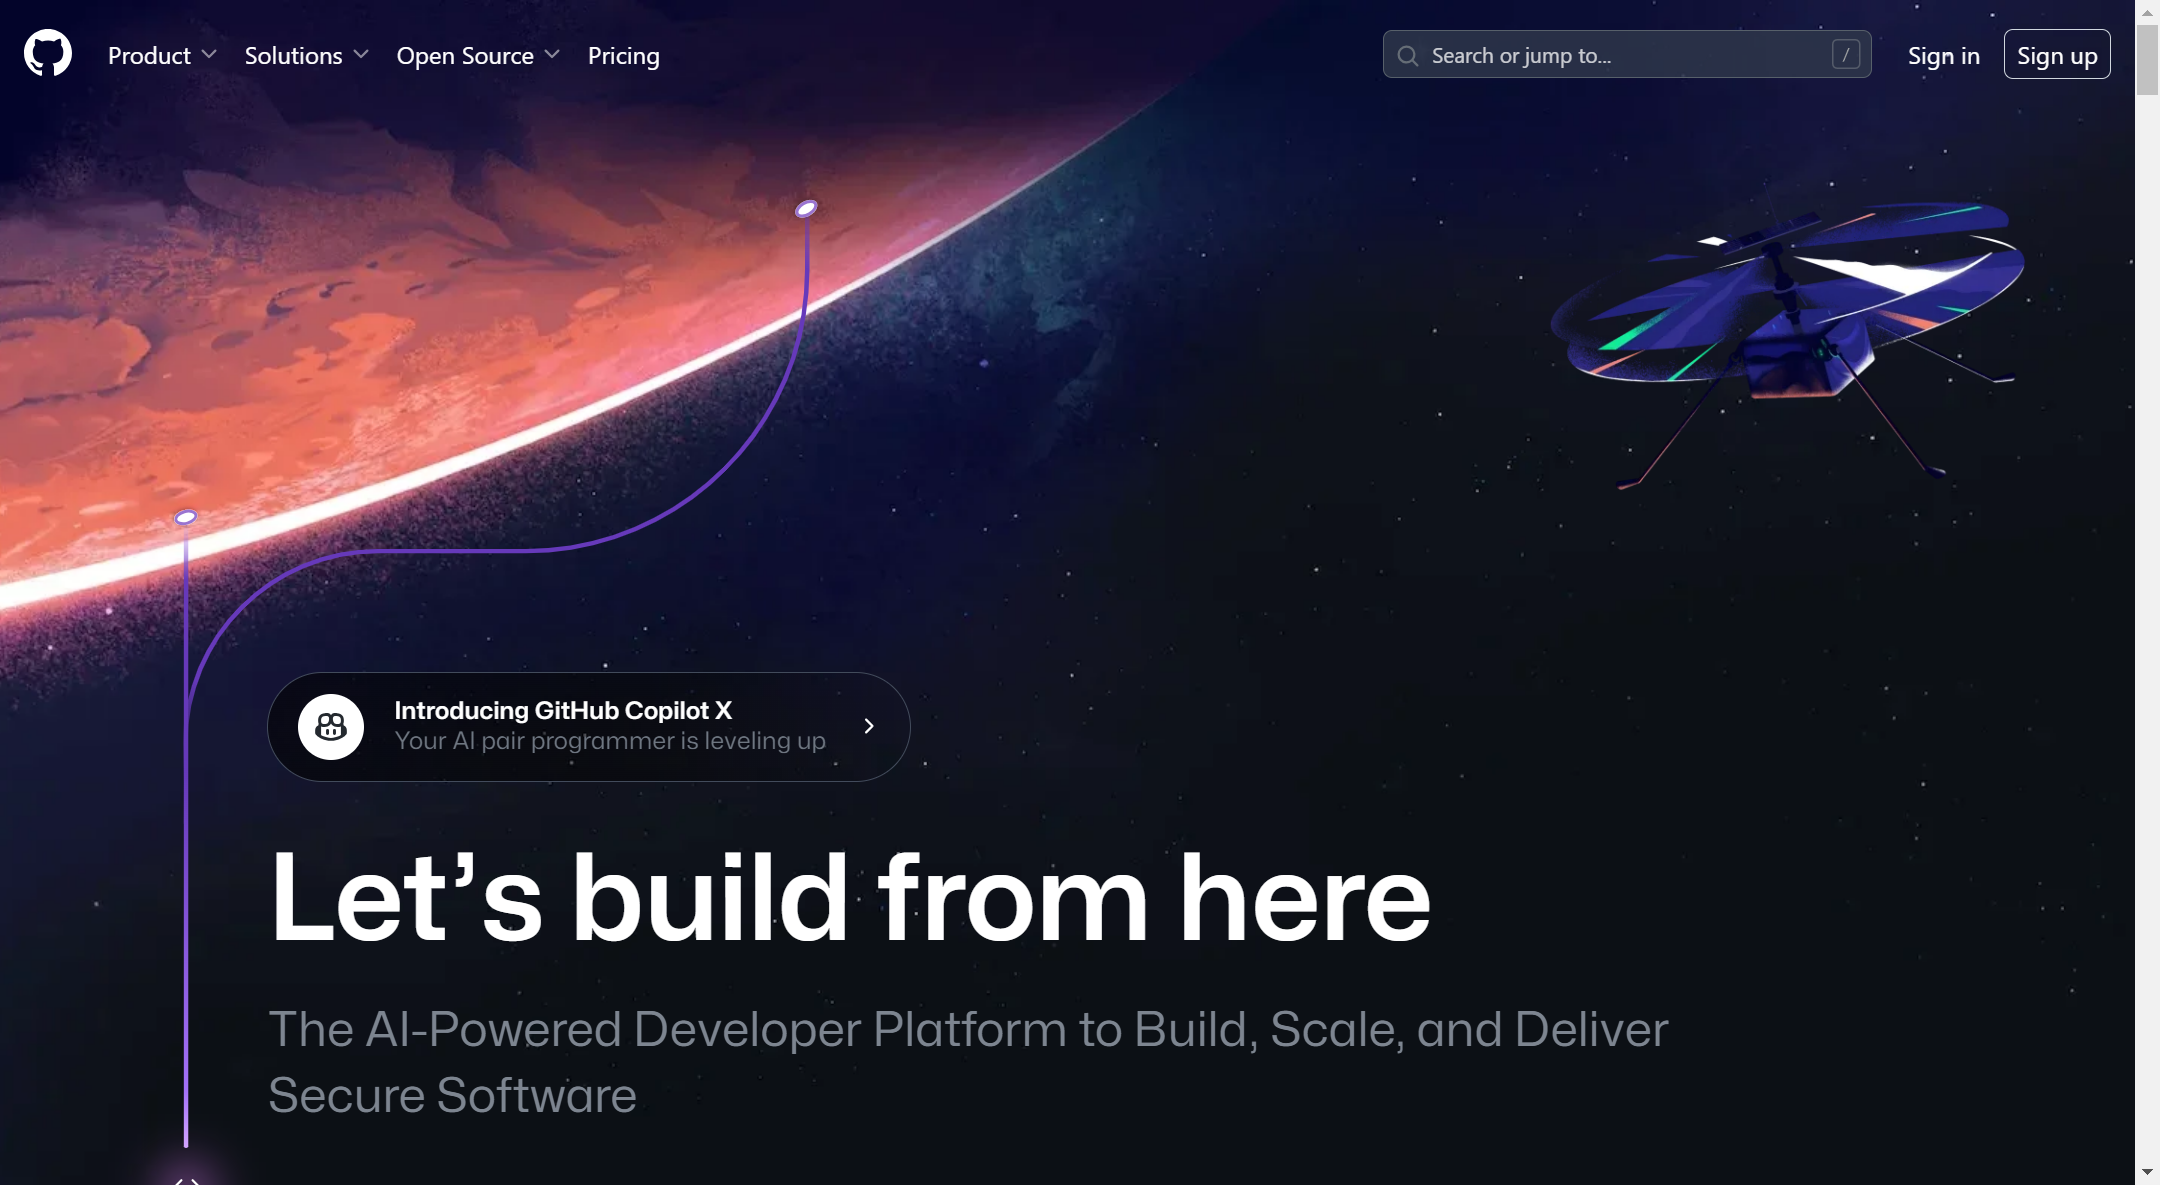 Product
Solutions
Open Source
Pricing
Search or jump to...
/
Sign in
Sign up
Introducing GitHub Copilot X
Your AI pair programmer is leveling up
Let’s build from here
The AI-Powered Developer Platform to Build, Scale, and Deliver
Secure Software